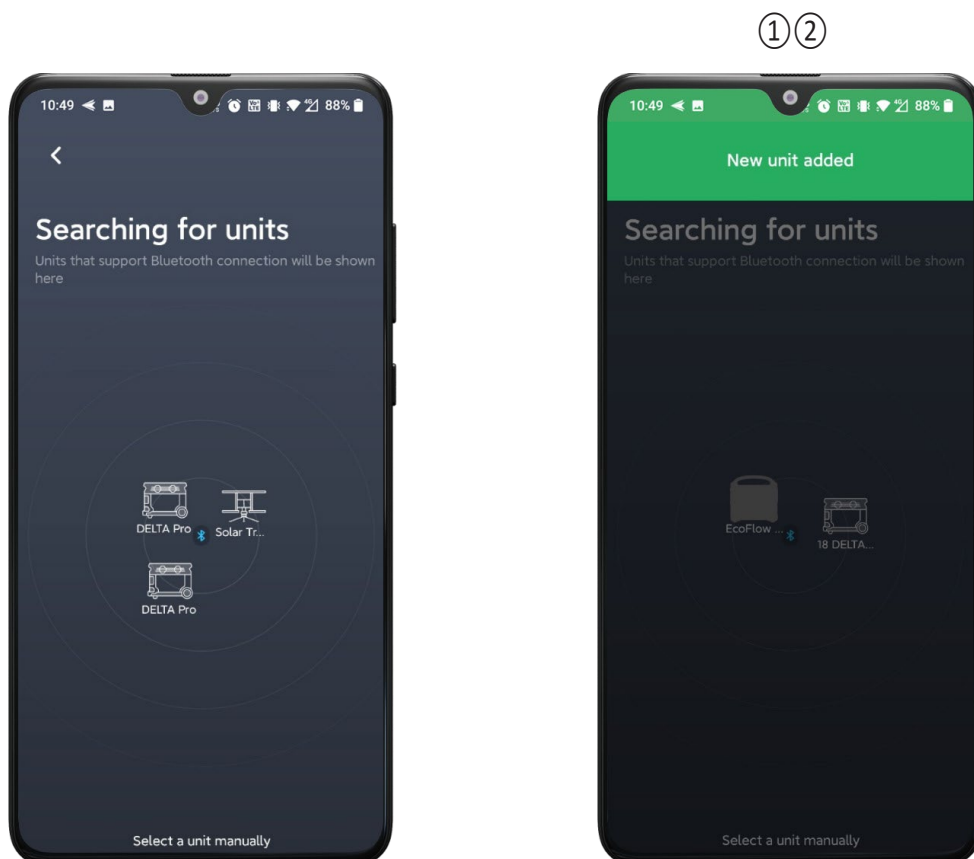 ①②
10:49 88%
Searching for units
Units that support Bluetooth connection will be shown
here
DELTA Pro
Solar Tr...
DELTA Pro
Select a unit manually
10:49 88%
New unit added
Searching for units
Units that support Bluetooth connection will be shown
here
EcoFlow ...
18 DELTA...
Select a unit manually